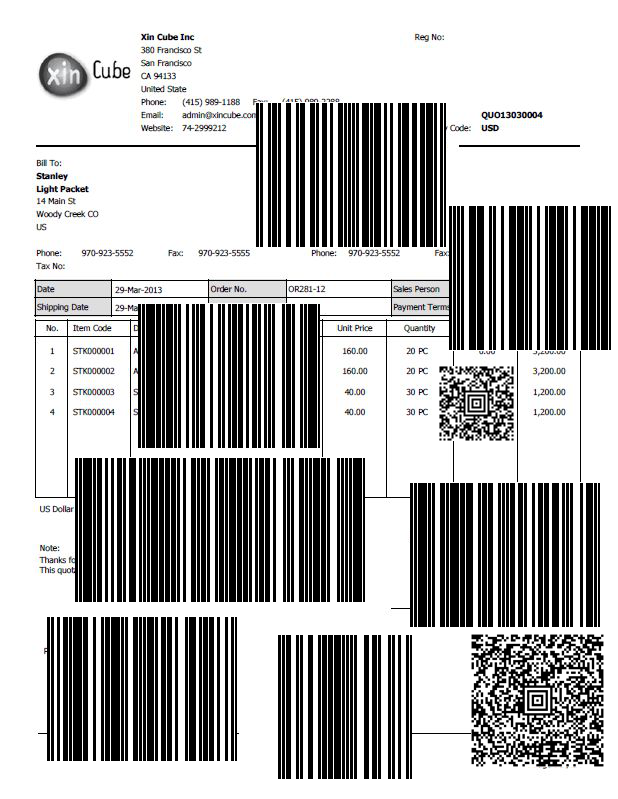 Xin Cube Inc
Reg No:
380 Francisco St
San Francisco
CA 94133
United State
xin Cube
Phone: (415) 989-1188 Fax: (415) 989-2288
Email: admin@xincube.com
QUO13030004
Website: 74-2999212
Code: USD
Bill To:
Stanley
Light Packet
14 Main St
Woody Creek CO
US
Phone: 970-923-5552 Fax: 970-923-5555 Phone: 970-923-5552 Fax
Tax No:
Date 29-Mar-2013 Order No. OR281-12 Sales Person
Shipping Date 29-Ma Payment Term
No. Item Code D Unit Price Quantity
1 STK000001 A 160.00 20 PC 0.00 3,200.00
2 STK000002 A 160.00 20 PC 3,200.00
3 STK000003 S 40.00 30 PC 1,200.00
4 STK000004 S 40.00 30 PC 1,200.00
US Dollar
Note:
Thanks fo
This quot